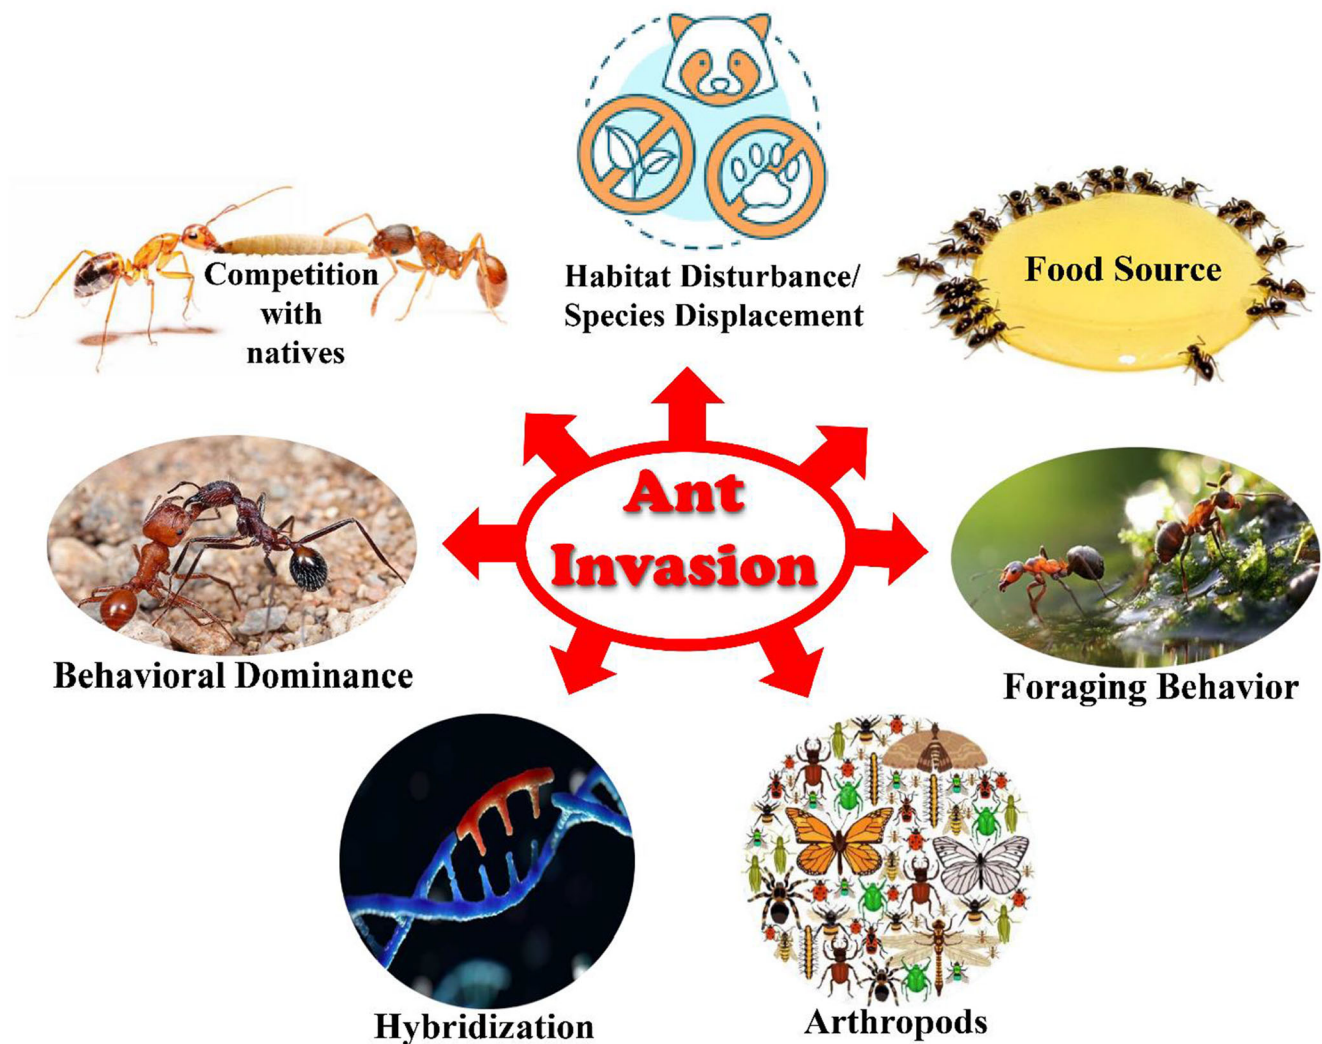 Habitat Disturbance/
Species Displacement
Competition
with
natives
Food Source
Ant
Invasion
Behavioral Dominance
Foraging Behavior
Hybridization
Arthropods